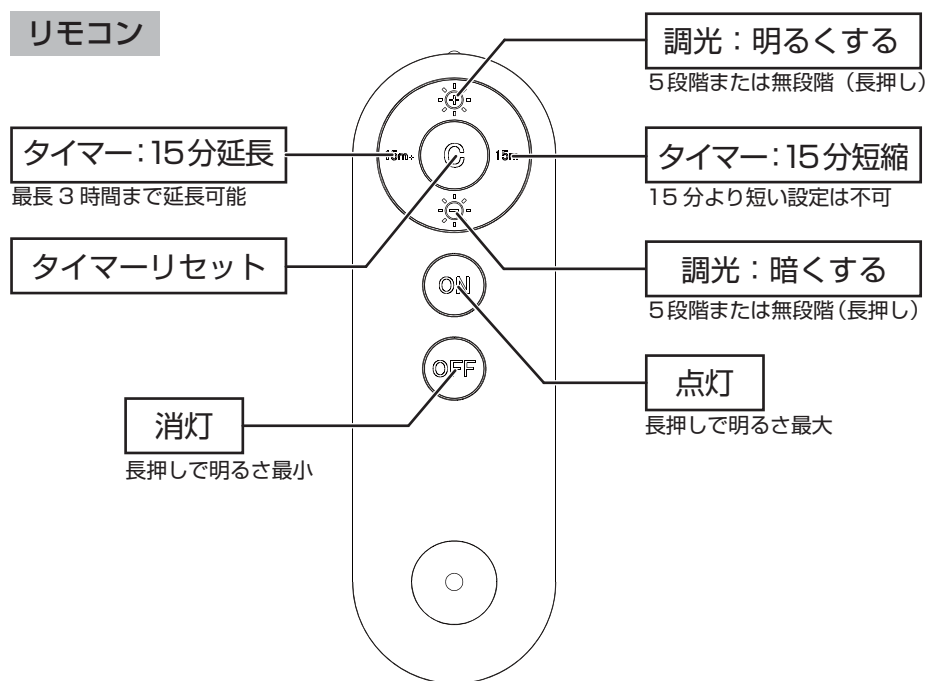 リモコン
調光：明るくする
5段階または無段階（長押し）
タイマー：15分延長
最長3時間まで延長可能
15m+
C
15m-
タイマー：15分短縮
15分より短い設定は不可
タイマーリセット
調光：暗くする
5段階または無段階（長押し）
ON
OFF
点灯
長押しで明るさ最大
消灯
長押しで明るさ最小